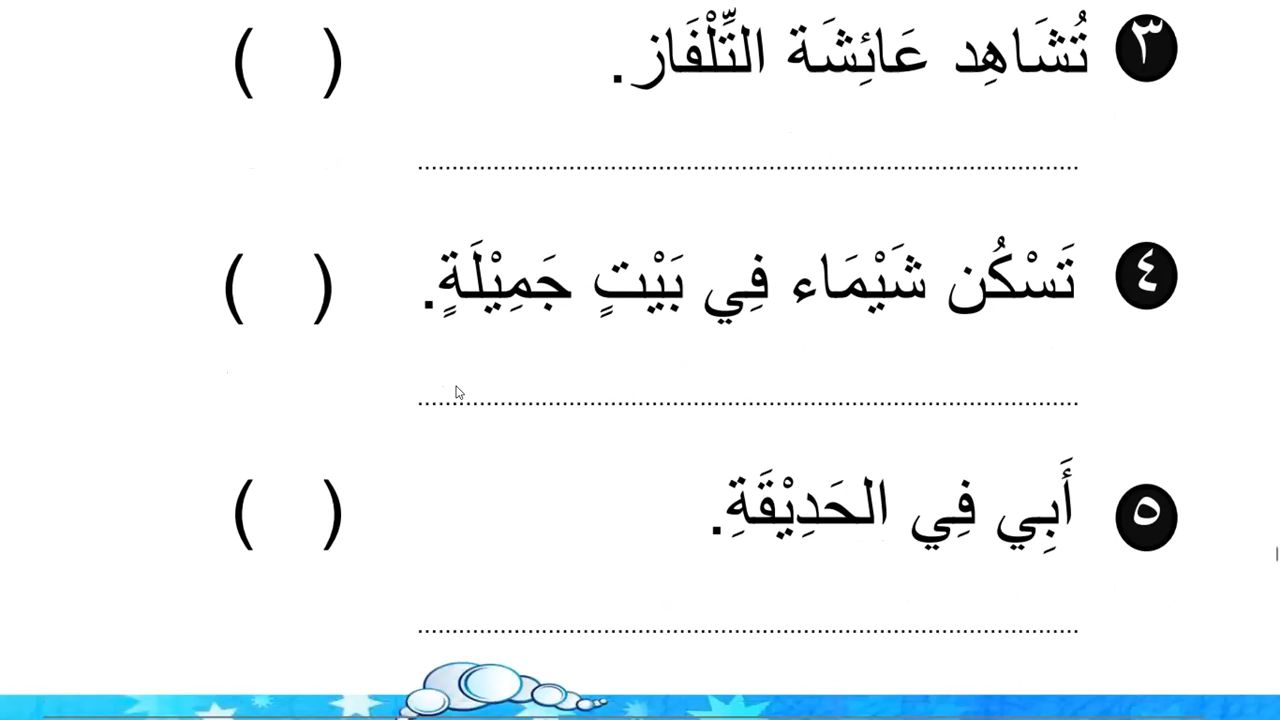 ٣ تُشَاهِد عَائِشَة التِّلْفَاز. ( )
................................................................
٤ تَسْكُن شَيْمَاء فِي بَيْتٍ جَمِيْلَةٍ. ( )
................................................................
٥ أَبِي فِي الحَدِيْقَةِ. ( )
................................................................